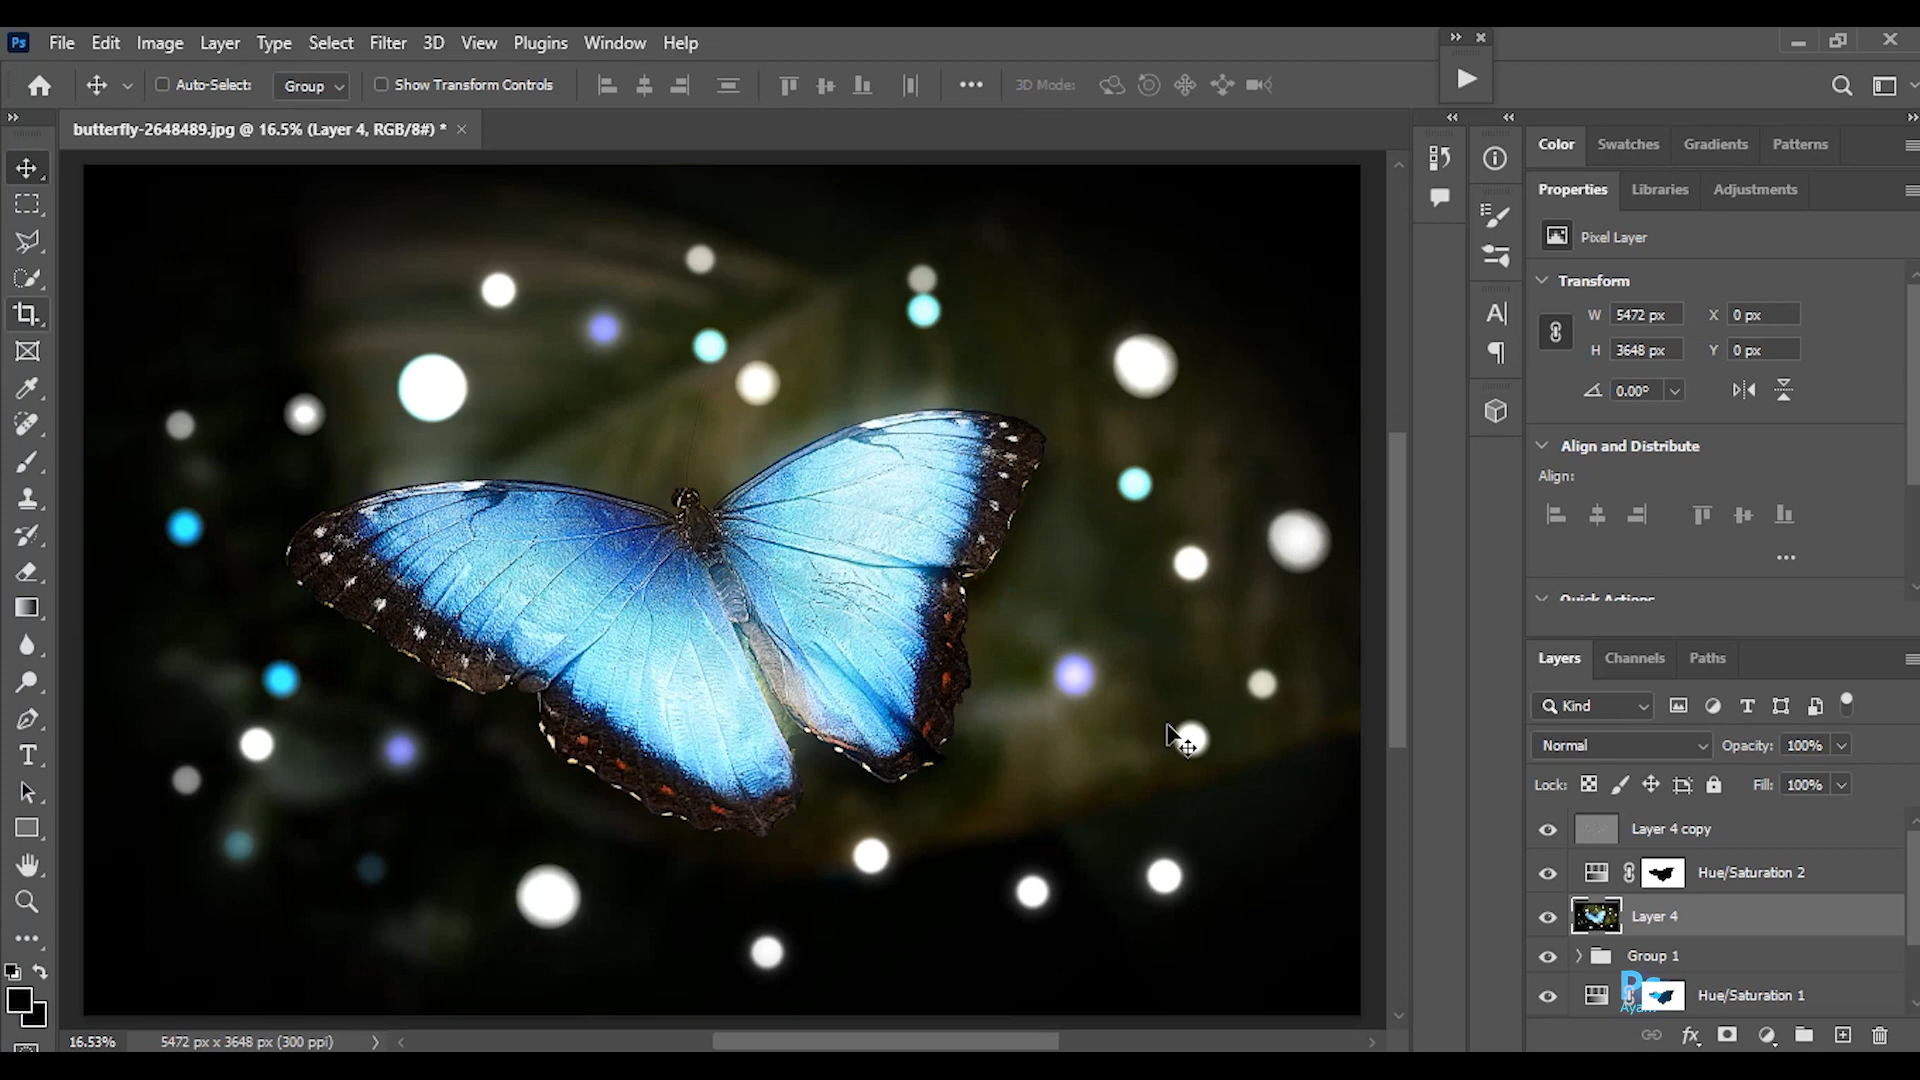 Ps File Edit Image Layer Type Select Filter 3D View Plugins Window Help
Auto-Select: Group Show Transform Controls 3D Mode:
butterfly-2648489.jpg @ 16.5% (Layer 4, RGB/8#) *
Color Swatches Gradients Patterns
Properties Libraries Adjustments
Pixel Layer
Transform
W 5472 px X 0 px
H 3648 px Y 0 px
0.00°
Align and Distribute
Align:
Quick Actions
Layers Channels Paths
Kind
Normal Opacity: 100%
Lock: Fill: 100%
Layer 4 copy
Hue/Saturation 2
Layer 4
Group 1
Hue/Saturation 1
16.53% 5472 px x 3648 px (300 ppi)